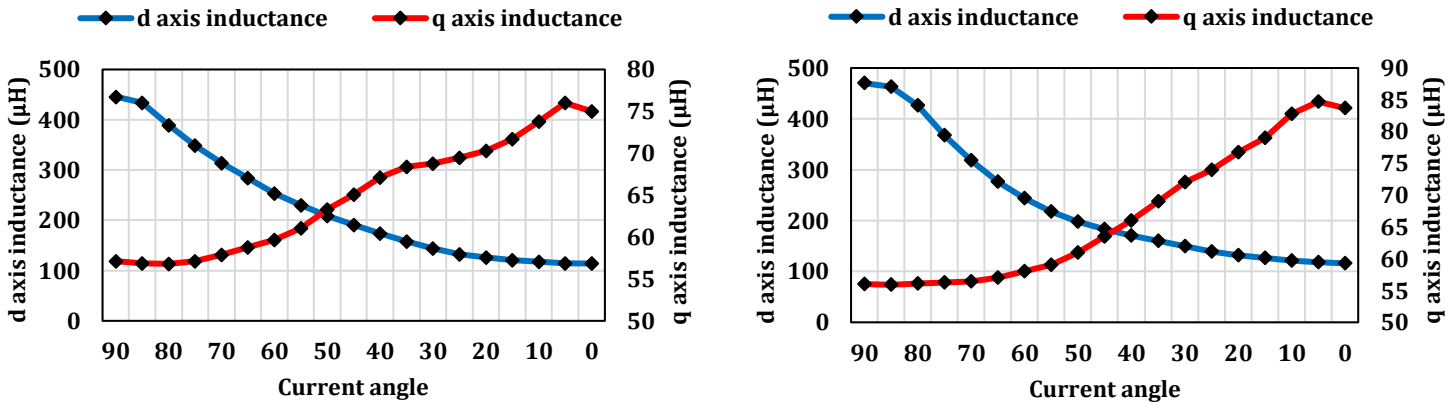 d axis inductance
q axis inductance
500
400
300
200
100
0
d axis inductance (µH)
80
75
70
65
60
55
50
q axis inductance (µH)
90 80 70 60 50 40 30 20 10 0
Current angle
d axis inductance
q axis inductance
500
400
300
200
100
0
d axis inductance (µH)
90
85
80
75
70
65
60
55
50
q axis inductance (µH)
90 80 70 60 50 40 30 20 10 0
Current angle